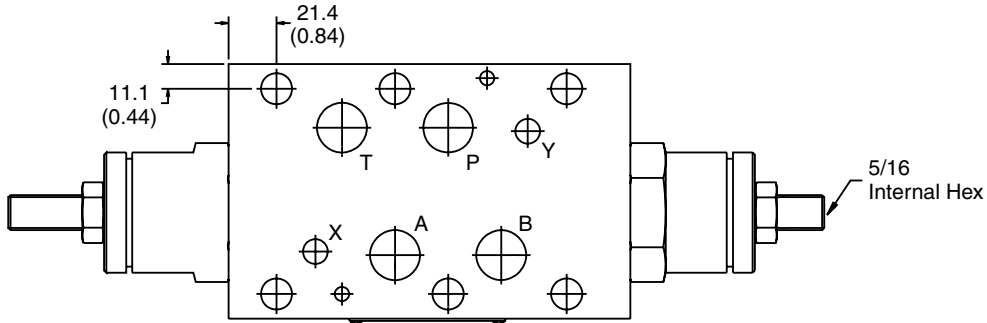 21.4
(0.84)
11.1
(0.44)
T
P
Y
5/16
Internal Hex
X
A
B